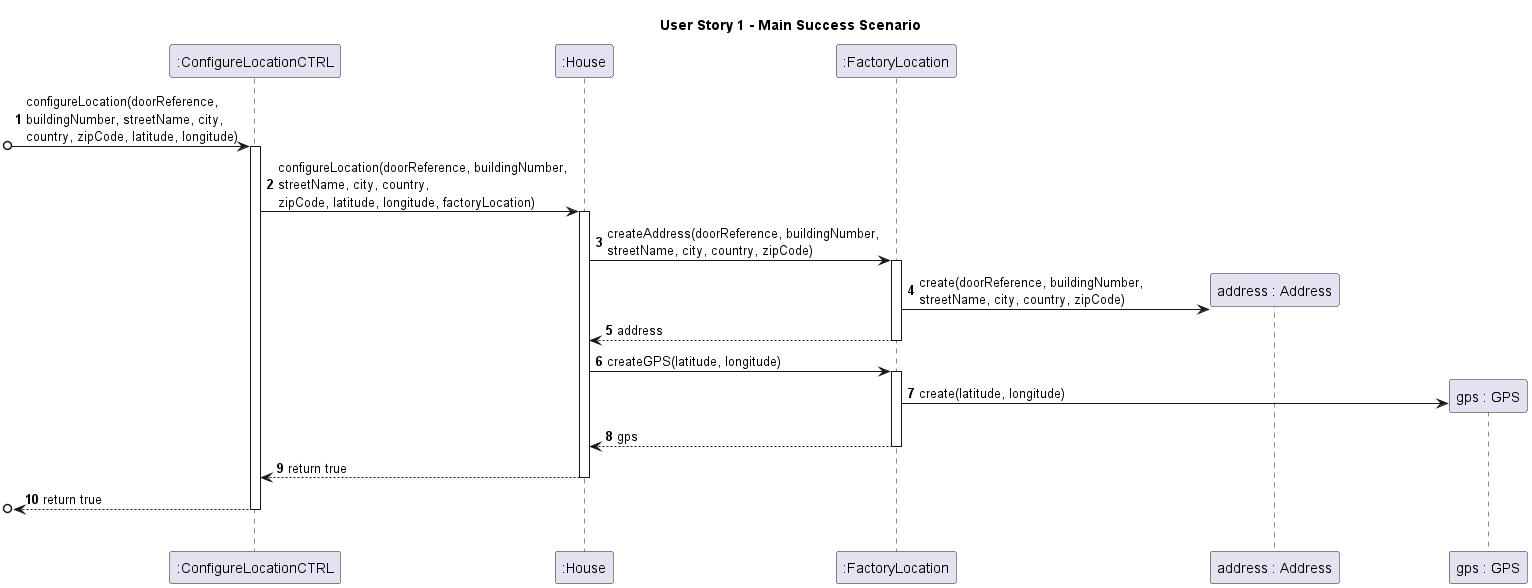 User Story 1 - Main Success Scenario
:ConfigureLocationCTRL
:House
:FactoryLocation
configureLocation(doorReference,
1 buildingNumber, streetName, city,
country, zipCode, latitude, longitude)
configureLocation(doorReference, buildingNumber,
2 streetName, city, country,
zipCode, latitude, longitude, factoryLocation)
createAddress(doorReference, buildingNumber,
3 streetName, city, country, zipCode)
create(doorReference, buildingNumber,
4 streetName, city, country, zipCode)
address : Address
5 address
6 createGPS(latitude, longitude)
7 create(latitude, longitude)
gps : GPS
8 gps
9 return true
10 return true
:ConfigureLocationCTRL
:House
:FactoryLocation
address : Address
gps : GPS